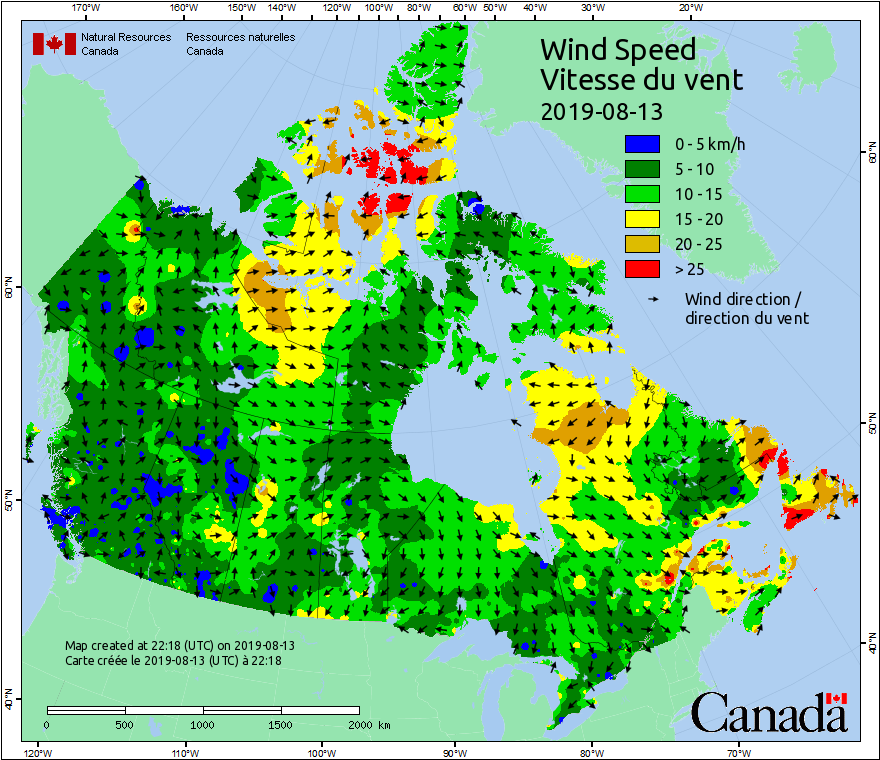 170°W 160°W 150°W 140°W 120°W 100°W 80°W 60°W 50°W 40°W 30°W 20°W
Natural Resources Ressources naturelles
Canada Canada
Wind Speed
Vitesse du vent
2019-08-13
0 - 5 km/h
5 - 10
10 - 15
15 - 20
20 - 25
> 25
Wind direction /
direction du vent
60°N
60°N
50°N
50°N
40°N
40°N
Map created at 22:18 (UTC) on 2019-08-13
Carte créée le 2019-08-13 (UTC) à 22:18
0 500 1000 1500 2000 km
Canada
120°W 110°W 100°W 90°W 80°W 70°W